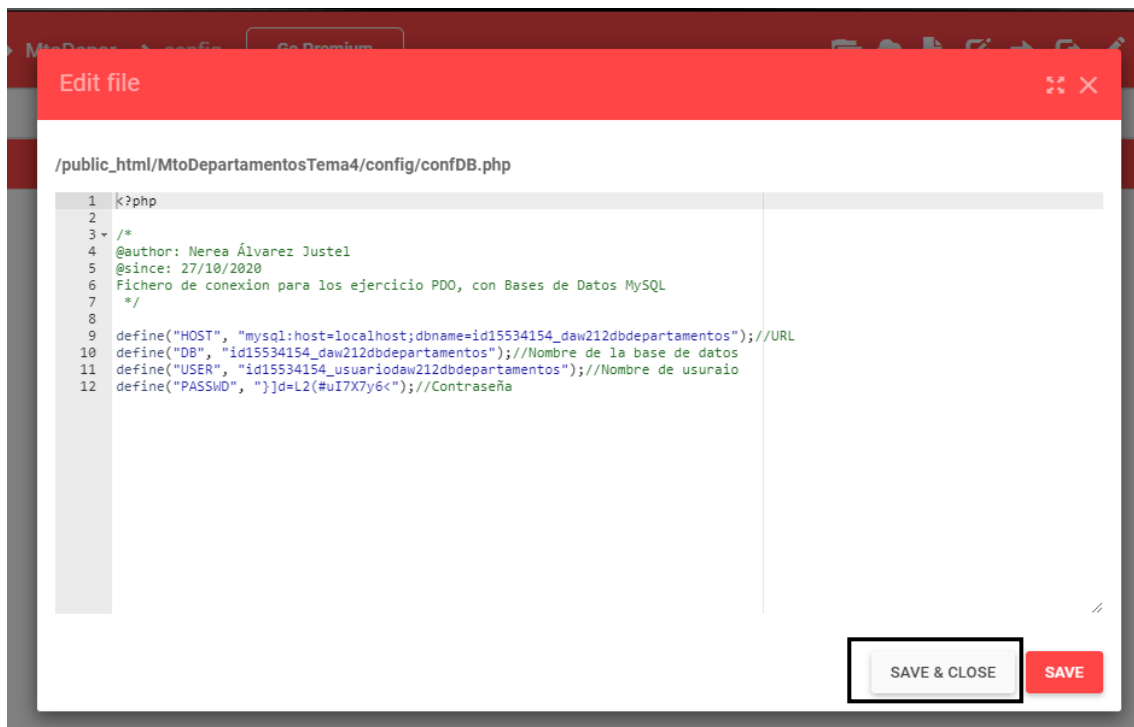 config Go Premium
Edit file
/public_html/MtoDepartamentosTema4/config/confDB.php
1 <?php
2
3 /*
4 @author: Nerea Álvarez Justel
5 @since: 27/10/2020
6 Fichero de conexion para los ejercicio PDO, con Bases de Datos MySQL
7 */
8
9 define("HOST", "mysql:host=localhost;dbname=id15534154_daw212dbdepartamentos");//URL
10 define("DB", "id15534154_daw212dbdepartamentos");//Nombre de la base de datos
11 define("USER", "id15534154_usuariodaw212dbdepartamentos");//Nombre de usuraio
12 define("PASSWD", "}]d=L2(#uI7X7y6<");//Contraseña
SAVE & CLOSE SAVE